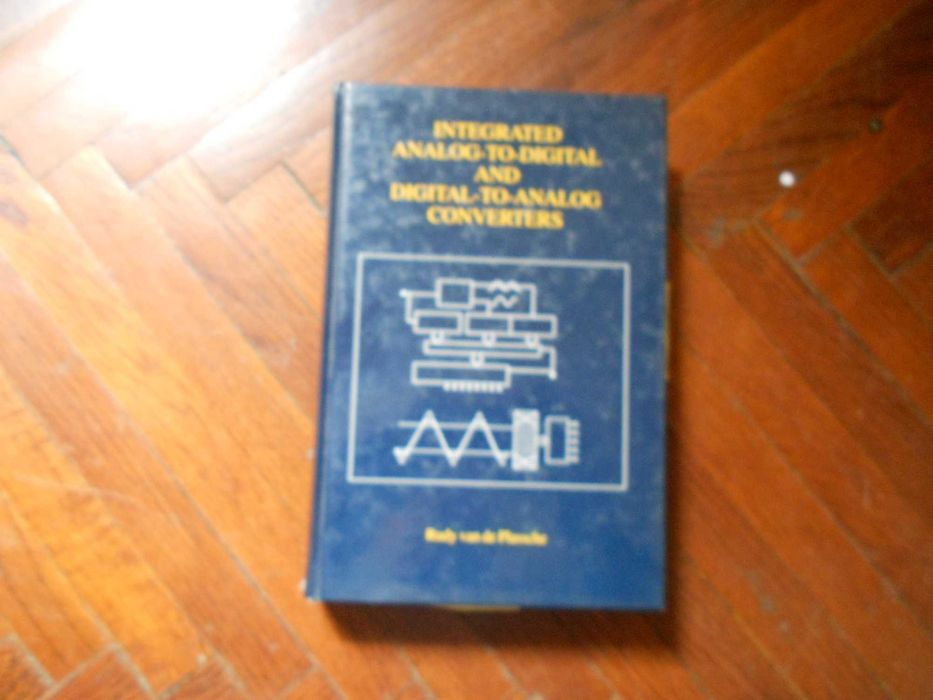 INTEGRATED
ANALOG-TO-DIGITAL
AND
DIGITAL-TO-ANALOG
CONVERTERS
Rudy van de Plassche